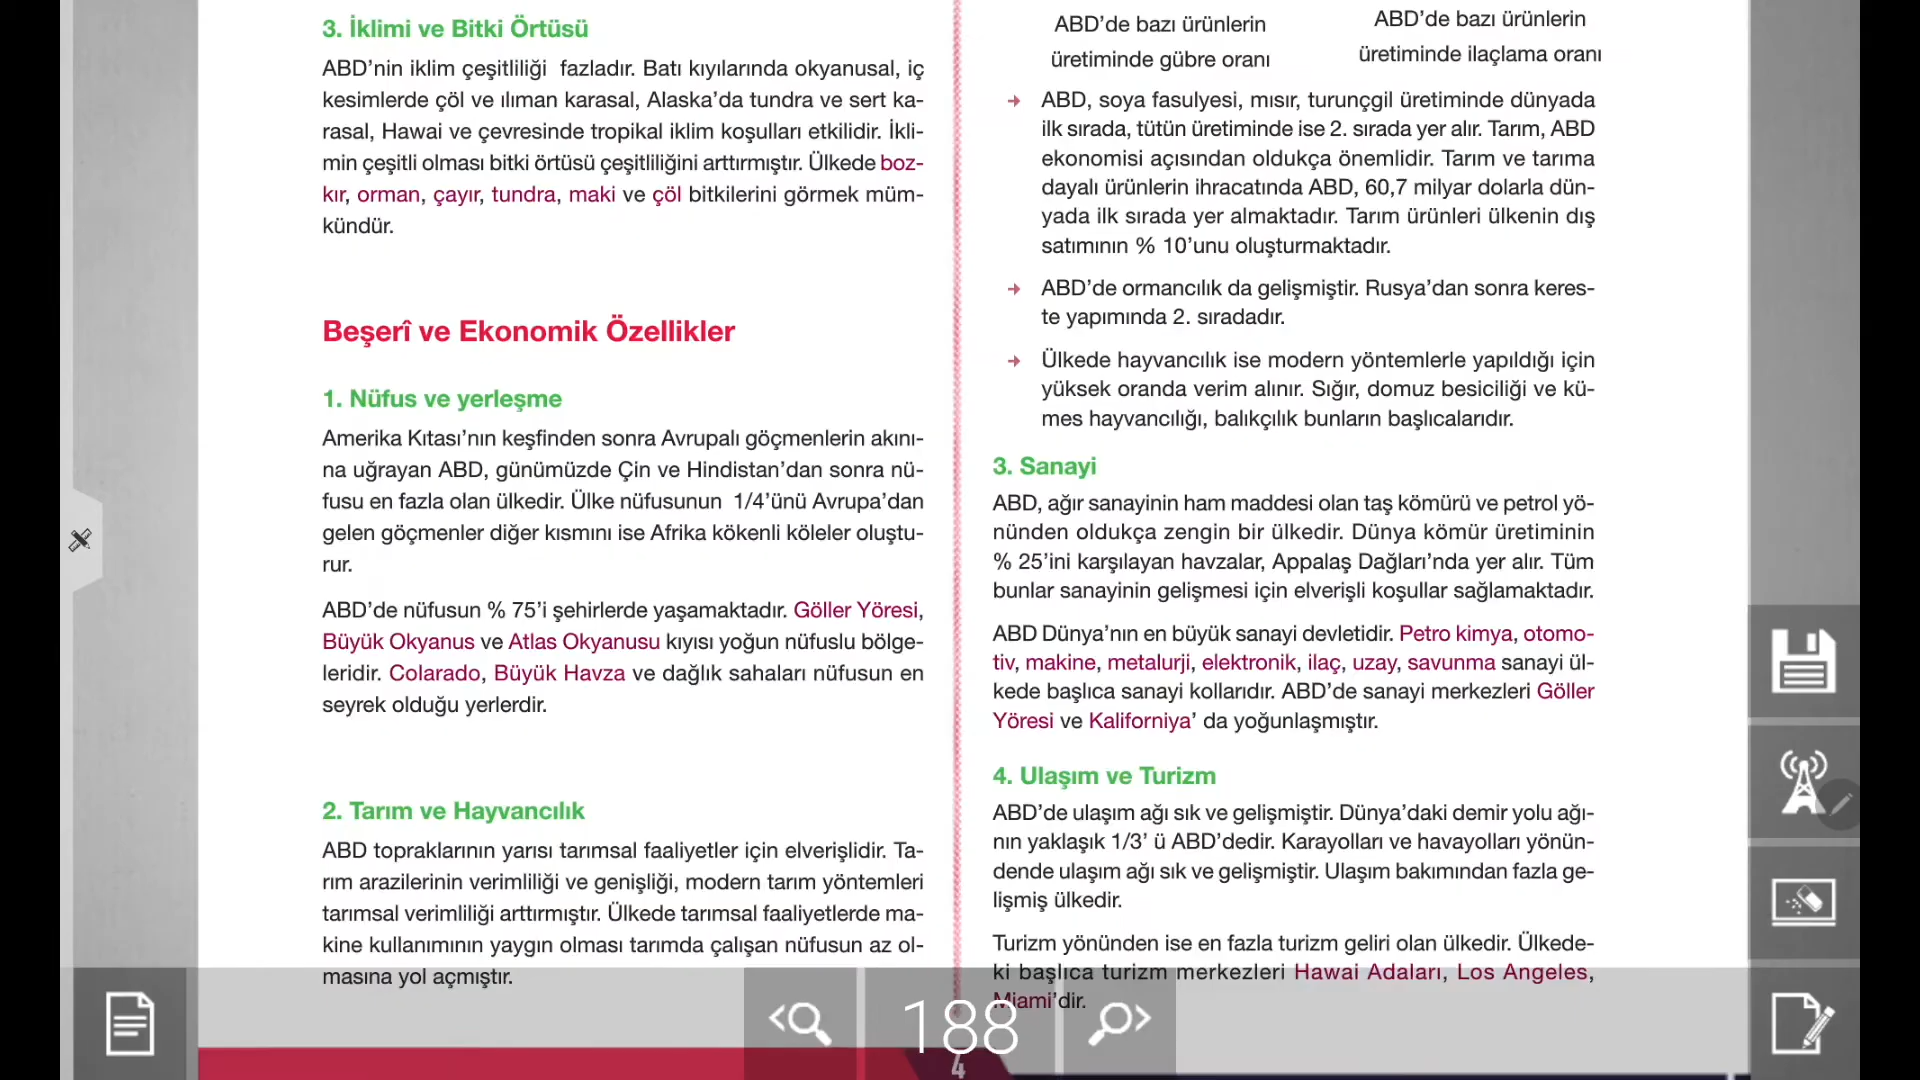 3. İklimi ve Bitki Örtüsü
ABD’nin iklim çeşitliliği  fazladır. Batı kıyılarında okyanusal, iç
kesimlerde çöl ve ılıman karasal, Alaska’da tundra ve sert ka-
rasal, Hawai ve çevresinde tropikal iklim koşulları etkilidir. İkli-
min çeşitli olması bitki örtüsü çeşitliliğini arttırmıştır. Ülkede boz-
kır, orman, çayır, tundra, maki ve çöl bitkilerini görmek müm-
kündür.
Beşerî ve Ekonomik Özellikler
1. Nüfus ve yerleşme
Amerika Kıtası’nın keşfinden sonra Avrupalı göçmenlerin akını-
na uğrayan ABD, günümüzde Çin ve Hindistan’dan sonra nü-
fusu en fazla olan ülkedir. Ülke nüfusunun  1/4’ünü Avrupa’dan
gelen göçmenler diğer kısmını ise Afrika kökenli köleler oluştu-
rur.
ABD’de nüfusun % 75’i şehirlerde yaşamaktadır. Göller Yöresi,
Büyük Okyanus ve Atlas Okyanusu kıyısı yoğun nüfuslu bölge-
leridir. Colarado, Büyük Havza ve dağlık sahaları nüfusun en
seyrek olduğu yerlerdir.
2. Tarım ve Hayvancılık
ABD topraklarının yarısı tarımsal faaliyetler için elverişlidir. Ta-
rım arazilerinin verimliliği ve genişliği, modern tarım yöntemleri
tarımsal verimliliği arttırmıştır. Ülkede tarımsal faaliyetlerde ma-
kine kullanımının yaygın olması tarımda çalışan nüfusun az ol-
masına yol açmıştır.
ABD’de bazı ürünlerin
üretiminde gübre oranı
ABD’de bazı ürünlerin
üretiminde ilaçlama oranı
ABD, soya fasulyesi, mısır, turunçgil üretiminde dünyada
ilk sırada, tütün üretiminde ise 2. sırada yer alır. Tarım, ABD
ekonomisi açısından oldukça önemlidir. Tarım ve tarıma
dayalı ürünlerin ihracatında ABD, 60,7 milyar dolarla dün-
yada ilk sırada yer almaktadır. Tarım ürünleri ülkenin dış
satımının % 10’unu oluşturmaktadır.
ABD’de ormancılık da gelişmiştir. Rusya’dan sonra keres-
te yapımında 2. sıradadır.
Ülkede hayvancılık ise modern yöntemlerle yapıldığı için
yüksek oranda verim alınır. Sığır, domuz besiciliği ve kü-
mes hayvancılığı, balıkçılık bunların başlıcalarıdır.
3. Sanayi
ABD, ağır sanayinin ham maddesi olan taş kömürü ve petrol yö-
nünden oldukça zengin bir ülkedir. Dünya kömür üretiminin
% 25’ini karşılayan havzalar, Appalaş Dağları’nda yer alır. Tüm
bunlar sanayinin gelişmesi için elverişli koşullar sağlamaktadır.
ABD Dünya’nın en büyük sanayi devletidir. Petro kimya, otomo-
tiv, makine, metalurji, elektronik, ilaç, uzay, savunma sanayi ül-
kede başlıca sanayi kollarıdır. ABD’de sanayi merkezleri Göller
Yöresi ve Kaliforniya’ da yoğunlaşmıştır.
4. Ulaşım ve Turizm
ABD’de ulaşım ağı sık ve gelişmiştir. Dünya’daki demir yolu ağı-
nın yaklaşık 1/3’ ü ABD’dedir. Karayolları ve havayolları yönün-
dende ulaşım ağı sık ve gelişmiştir. Ulaşım bakımından fazla ge-
lişmiş ülkedir.
Turizm yönünden ise en fazla turizm geliri olan ülkedir. Ülkede-
ki başlıca turizm merkezleri Hawai Adaları, Los Angeles,
Miami’dir.
188
4